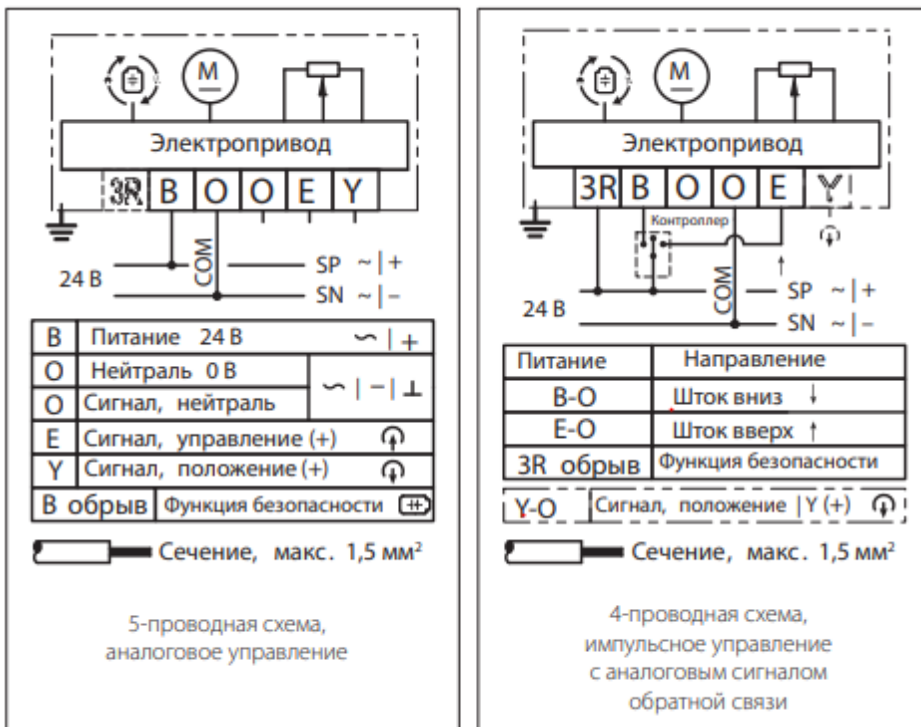 M
Электропривод
3R B O O E Y
24 В
COM
SP ~ | +
SN ~ | −
B Питание 24 В ~ | +
O Нейтраль 0 В ~ | − | ⊥
O Сигнал, нейтраль
E Сигнал, управление (+)
Y Сигнал, положение (+)
В обрыв Функция безопасности
Сечение, макс. 1,5 мм²
5-проводная схема,
аналоговое управление
M
Электропривод
3R B O O E Y
Контроллер
24 В
COM
SP ~ | +
SN ~ | −
Питание Направление
B-O Шток вниз ↓
E-O Шток вверх ↑
3R обрыв Функция безопасности
Y-O Сигнал, положение | Y (+)
Сечение, макс. 1,5 мм²
4-проводная схема,
импульсное управление
с аналоговым сигналом
обратной связи